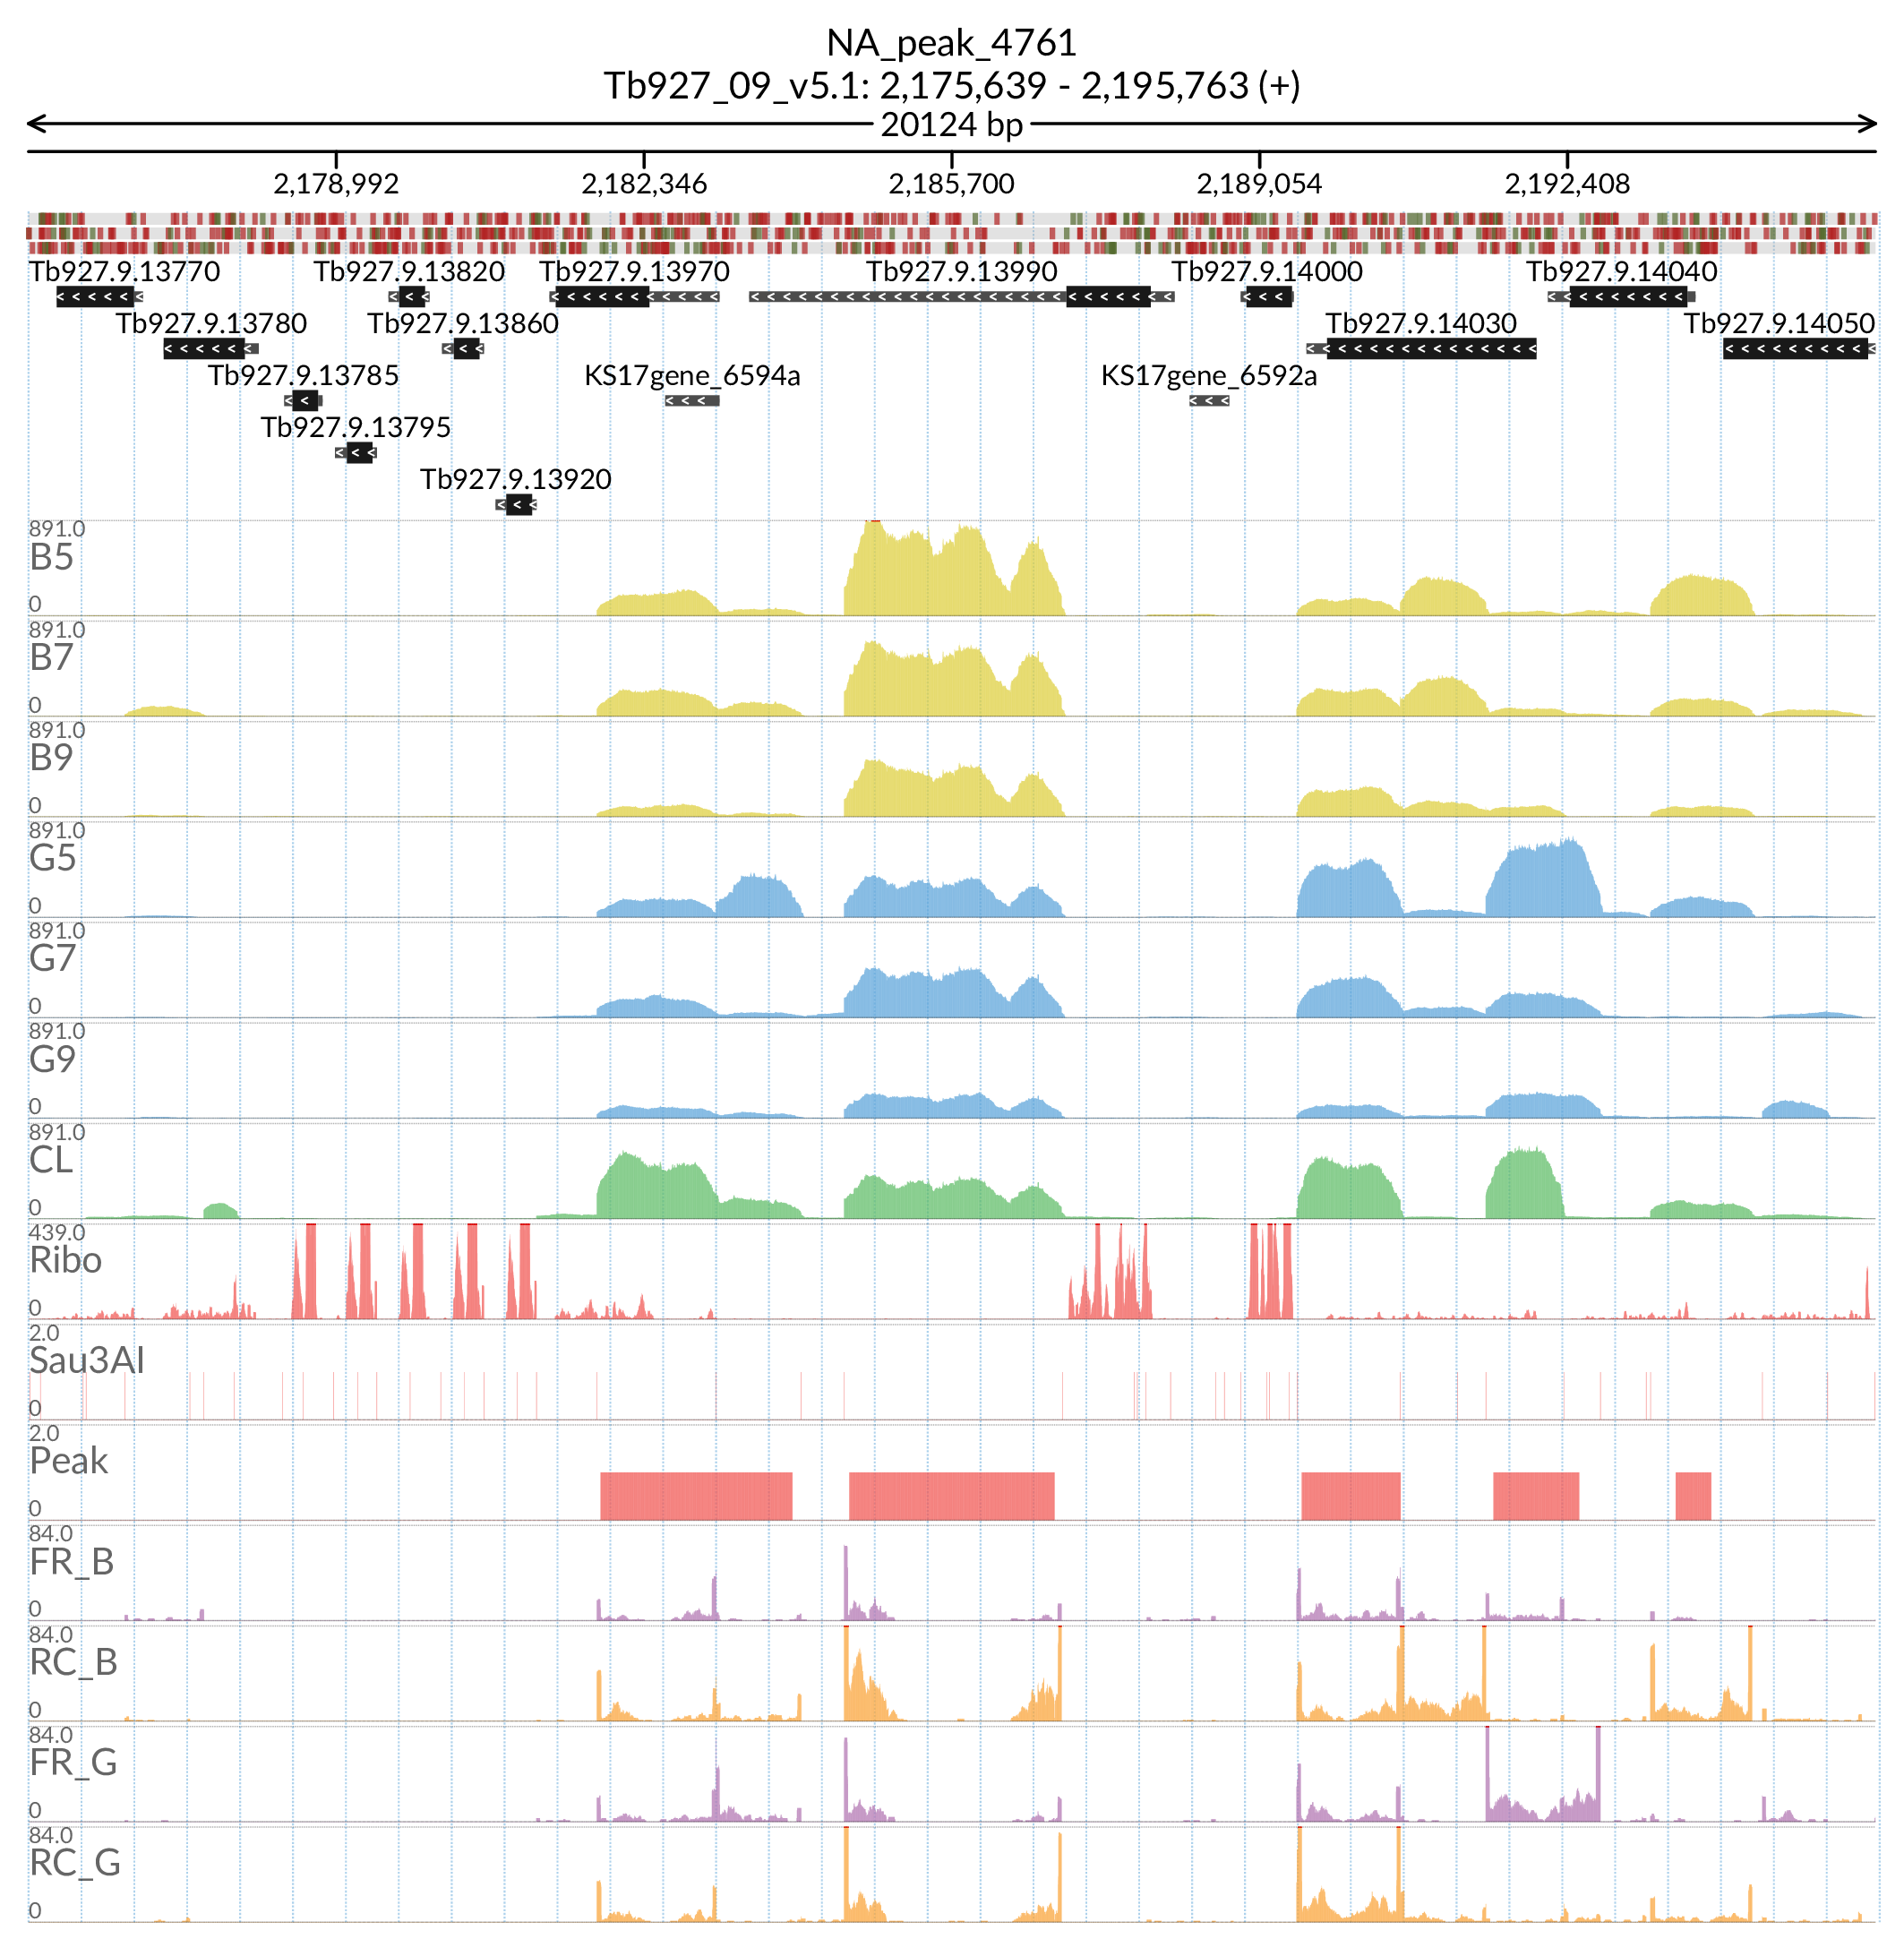 NA_peak_4761
Tb927_09_v5.1: 2,175,639 - 2,195,763 (+)
20124 bp
2,178,992 2,182,346 2,185,700 2,189,054 2,192,408
Tb927.9.13770 Tb927.9.13820 Tb927.9.13970 Tb927.9.13990 Tb927.9.14000 Tb927.9.14040
Tb927.9.13780 Tb927.9.13860 Tb927.9.14030 Tb927.9.14050
Tb927.9.13785 KS17gene_6594a KS17gene_6592a
Tb927.9.13795
Tb927.9.13920
891.0
B5
0
891.0
B7
0
891.0
B9
0
891.0
G5
0
891.0
G7
0
891.0
G9
0
891.0
CL
0
439.0
Ribo
0
2.0
Sau3AI
0
2.0
Peak
0
84.0
FR_B
0
84.0
RC_B
0
84.0
FR_G
0
84.0
RC_G
0